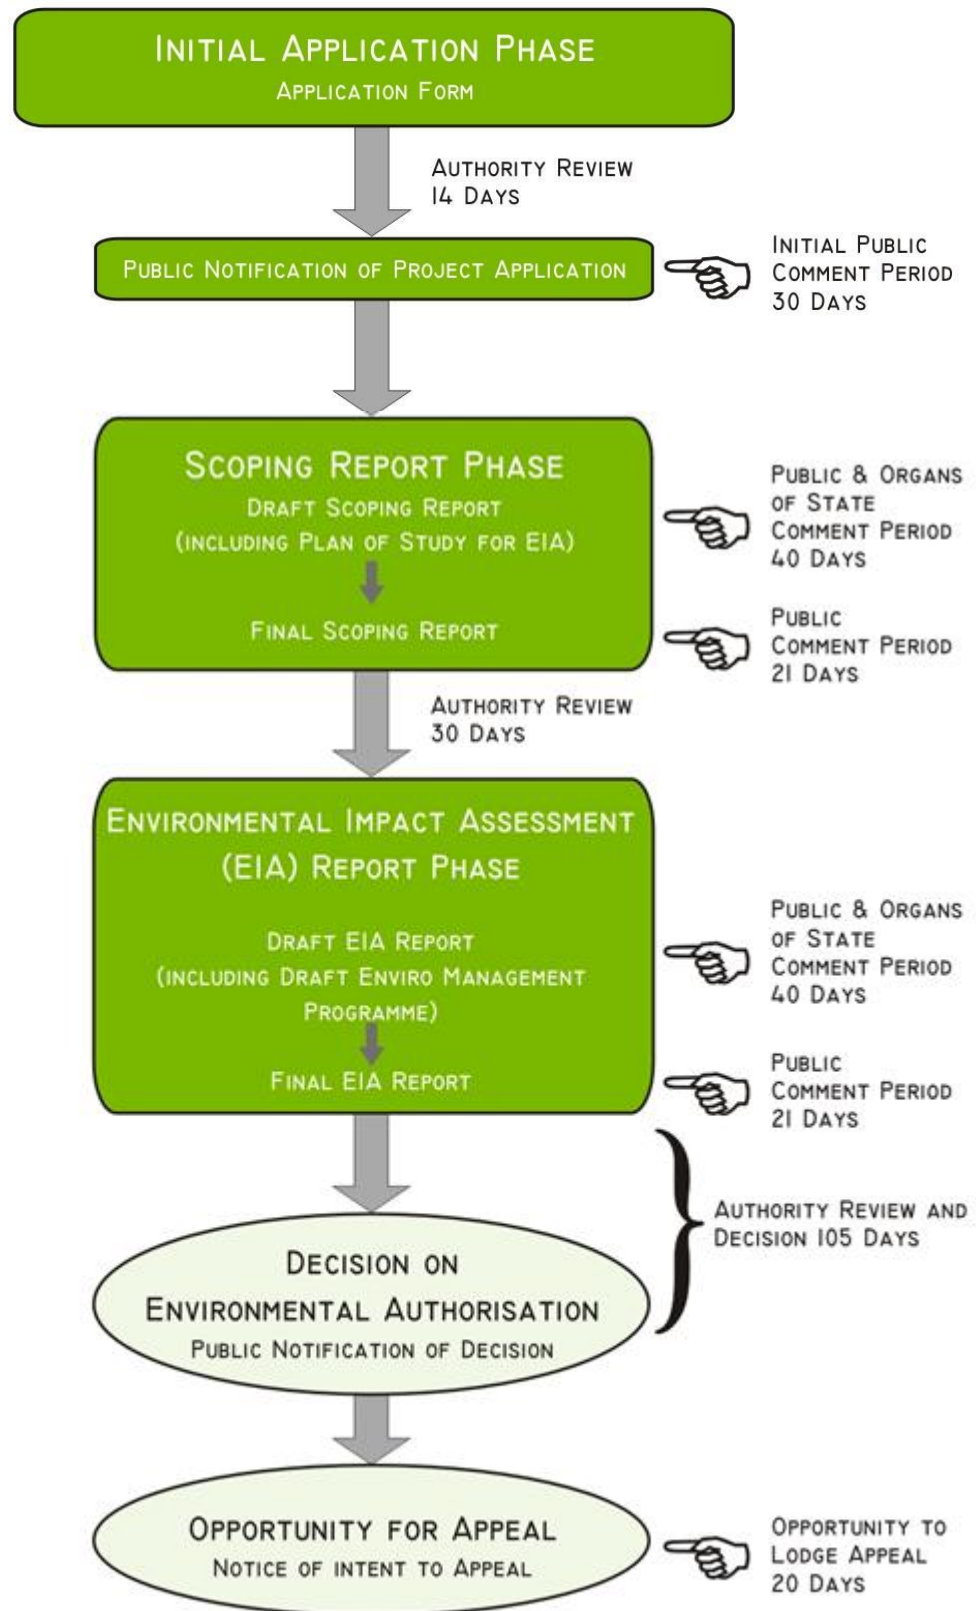 INITIAL APPLICATION PHASE
APPLICATION FORM
AUTHORITY REVIEW
14 DAYS
PUBLIC NOTIFICATION OF PROJECT APPLICATION
INITIAL PUBLIC
COMMENT PERIOD
30 DAYS
SCOPING REPORT PHASE
DRAFT SCOPING REPORT
(INCLUDING PLAN OF STUDY FOR EIA)
PUBLIC & ORGANS
OF STATE
COMMENT PERIOD
40 DAYS
FINAL SCOPING REPORT
PUBLIC
COMMENT PERIOD
21 DAYS
AUTHORITY REVIEW
30 DAYS
ENVIRONMENTAL IMPACT ASSESSMENT
(EIA) REPORT PHASE
DRAFT EIA REPORT
(INCLUDING DRAFT ENVIRO MANAGEMENT
PROGRAMME)
PUBLIC & ORGANS
OF STATE
COMMENT PERIOD
40 DAYS
FINAL EIA REPORT
PUBLIC
COMMENT PERIOD
21 DAYS
AUTHORITY REVIEW AND
DECISION 105 DAYS
DECISION ON
ENVIRONMENTAL AUTHORISATION
PUBLIC NOTIFICATION OF DECISION
OPPORTUNITY FOR APPEAL
NOTICE OF INTENT TO APPEAL
OPPORTUNITY TO
LODGE APPEAL
20 DAYS